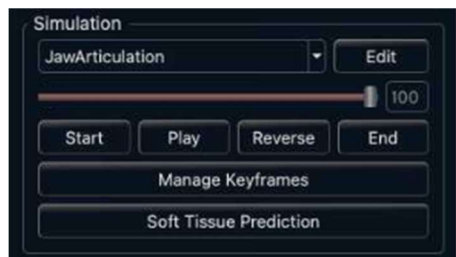 Simulation
JawArticulation Edit
100
Start Play Reverse End
Manage Keyframes
Soft Tissue Prediction